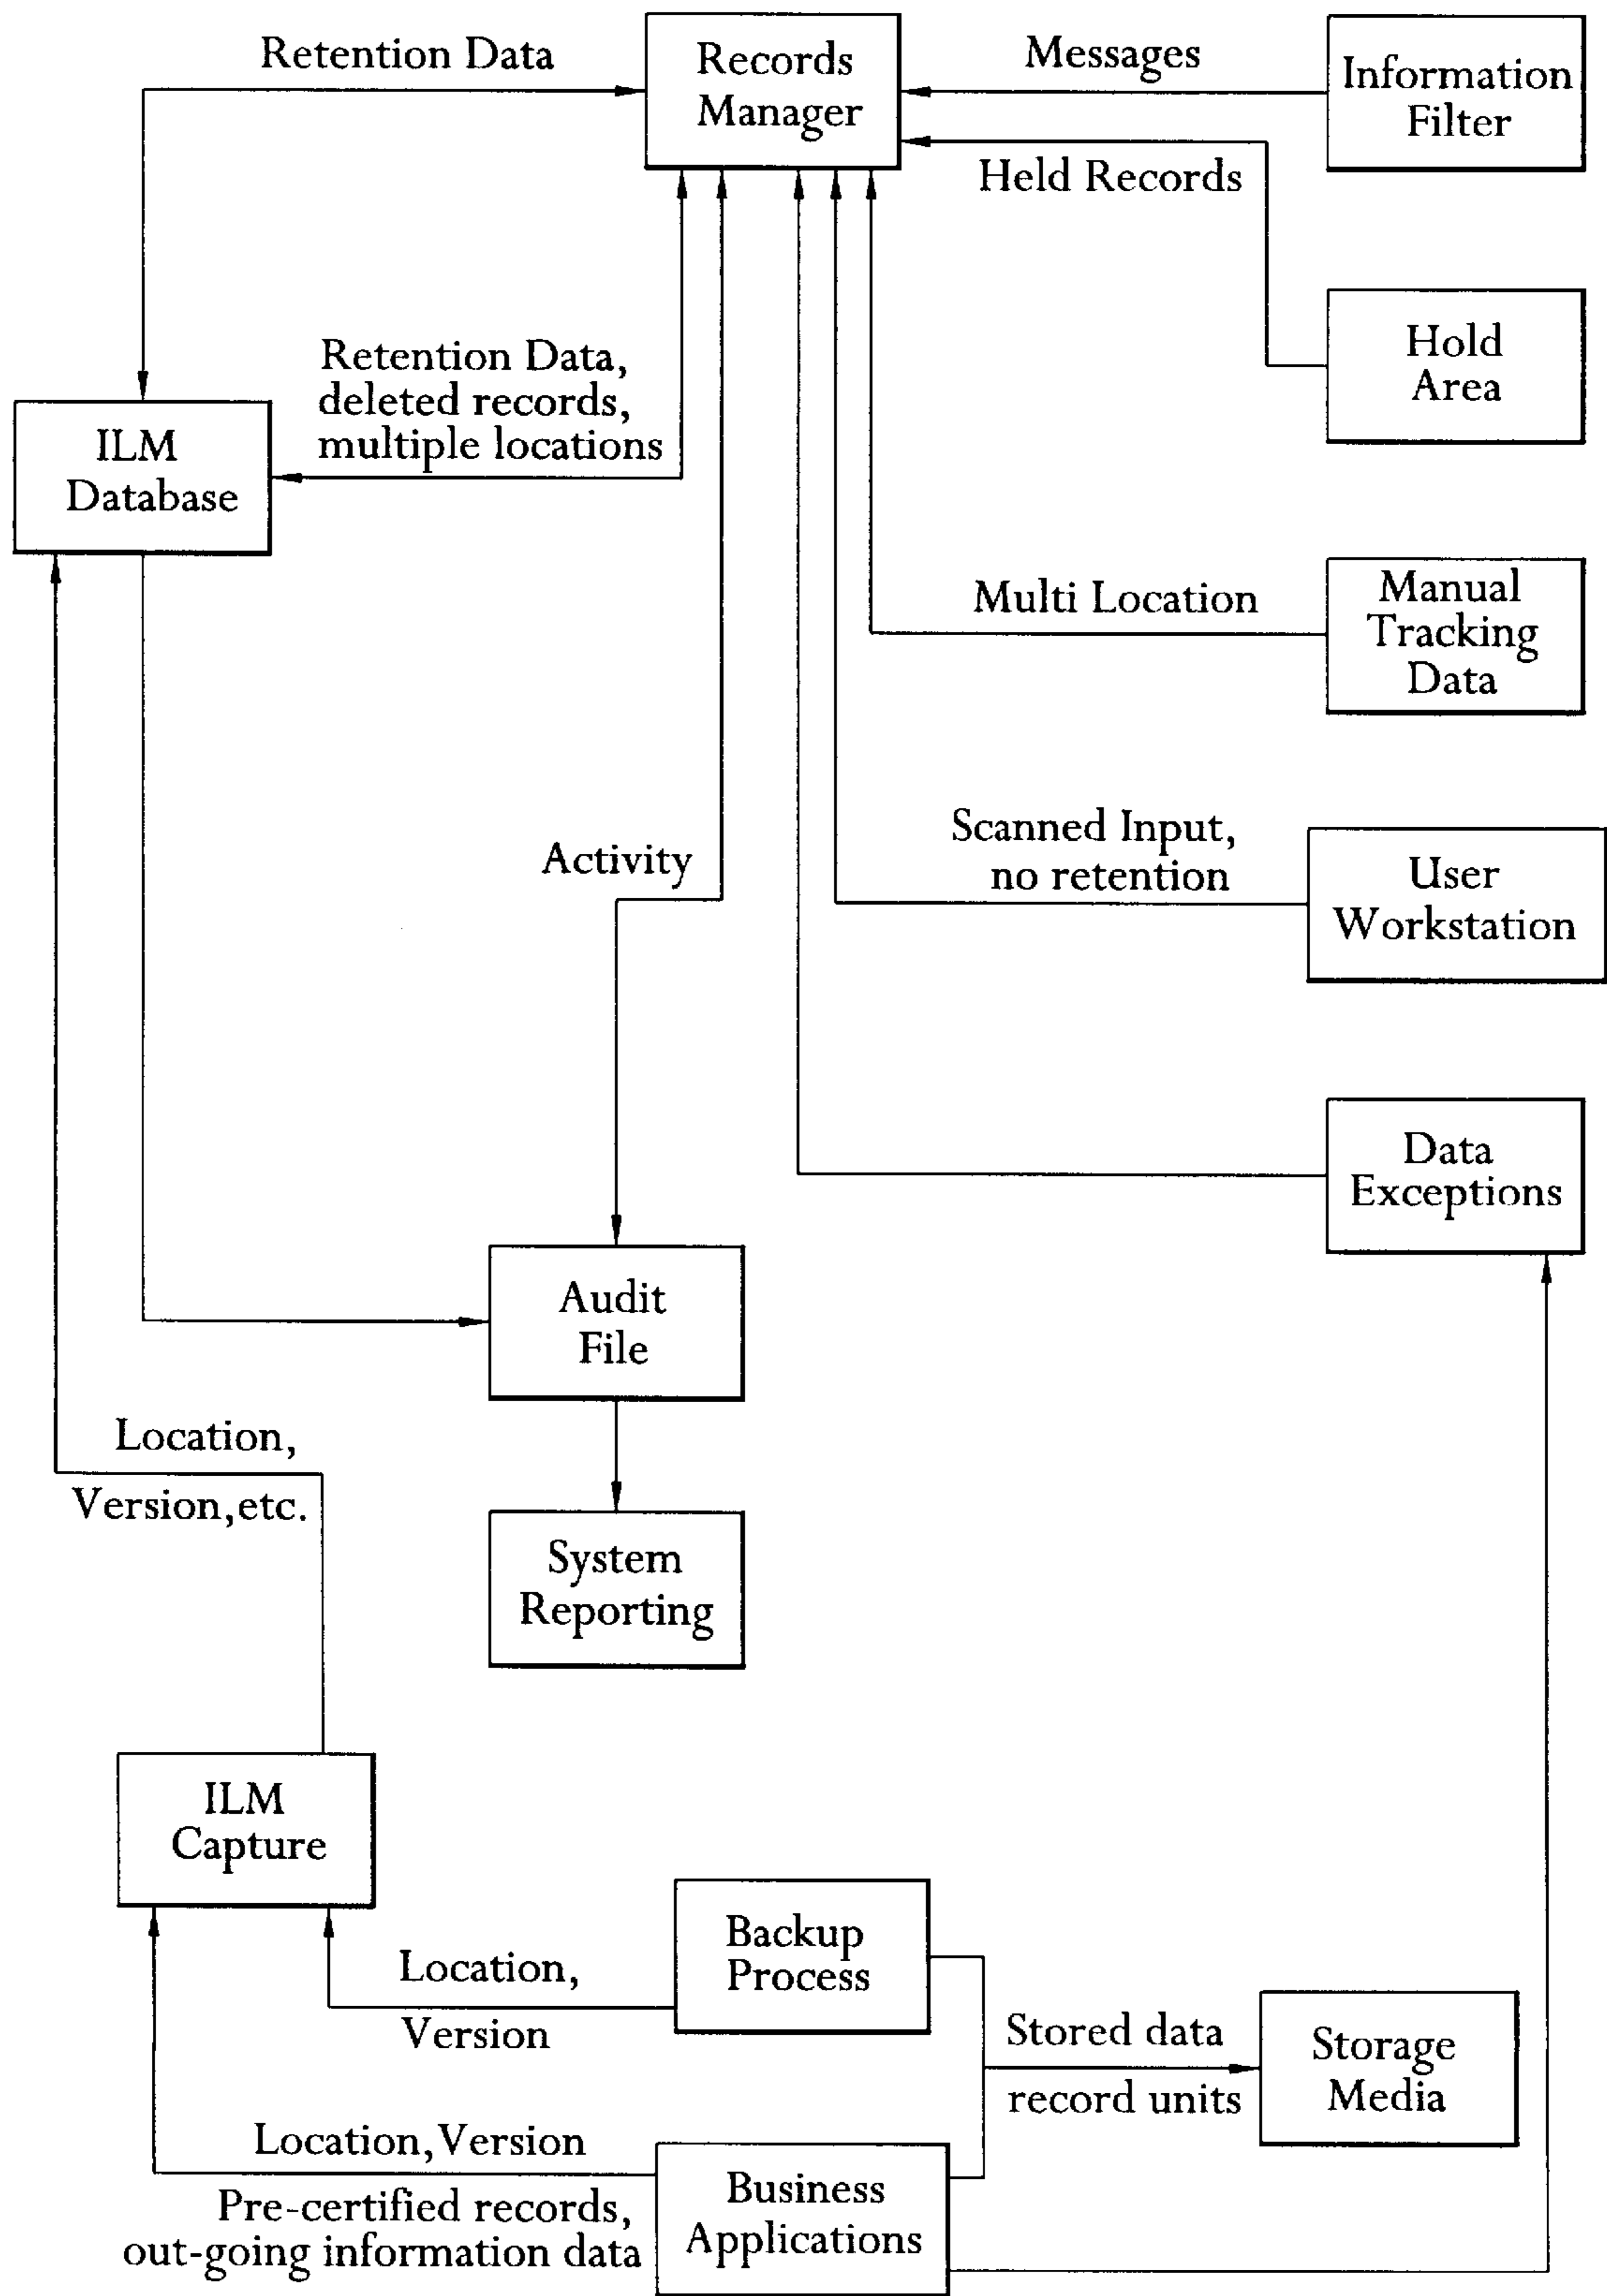 Retention Data
Records
Manager
Messages
Information
Filter
Held Records
Hold
Area
Retention Data,
deleted records,
multiple locations
ILM
Database
Multi Location
Manual
Tracking
Data
Scanned Input,
no retention
User
Workstation
Activity
Data
Exceptions
Audit
File
Location,
Version,etc.
System
Reporting
ILM
Capture
Backup
Process
Location,
Version
Stored data
record units
Storage
Media
Location,Version
Pre-certified records,
out-going information data
Business
Applications